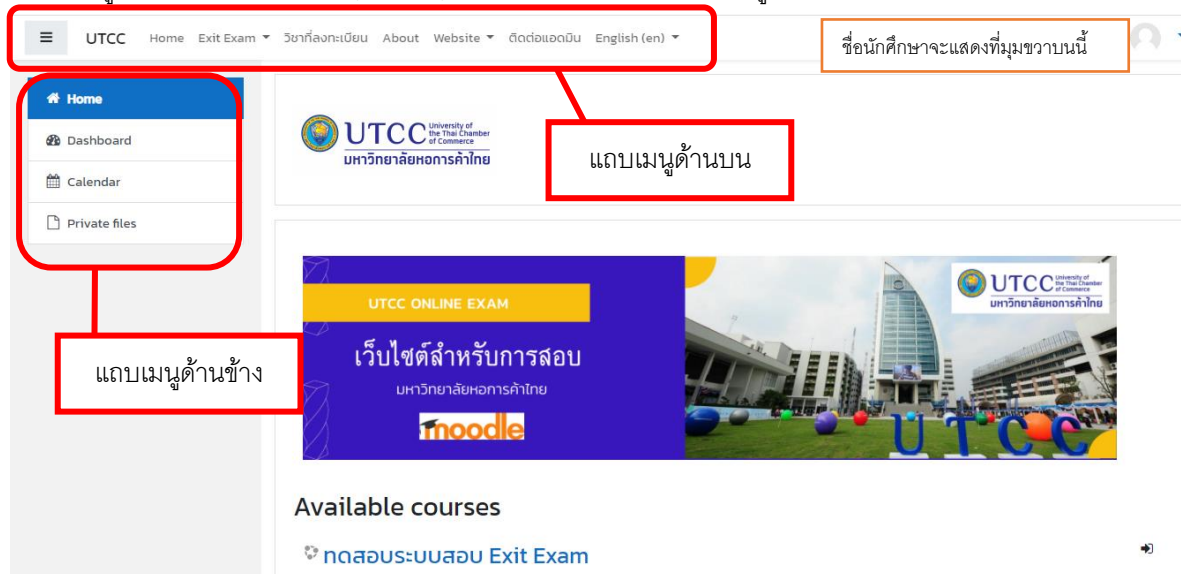 UTCC Home Exit Exam วิชาที่ลงทะเบียน About Website ติดต่อแอดมิน English (en)
ชื่อนักศึกษาจะแสดงที่มุมขวาบนนี้
Home
Dashboard
Calendar
Private files
แถบเมนูด้านข้าง
UTCC University of the Thai Chamber of Commerce
มหาวิทยาลัยหอการค้าไทย
แถบเมนูด้านบน
UTCC ONLINE EXAM
เว็บไซต์สำหรับการสอบ
มหาวิทยาลัยหอการค้าไทย
moodle
UTCC University of the Thai Chamber of Commerce
มหาวิทยาลัยหอการค้าไทย
UTCC
Available courses
ทดสอบระบบสอบ Exit Exam